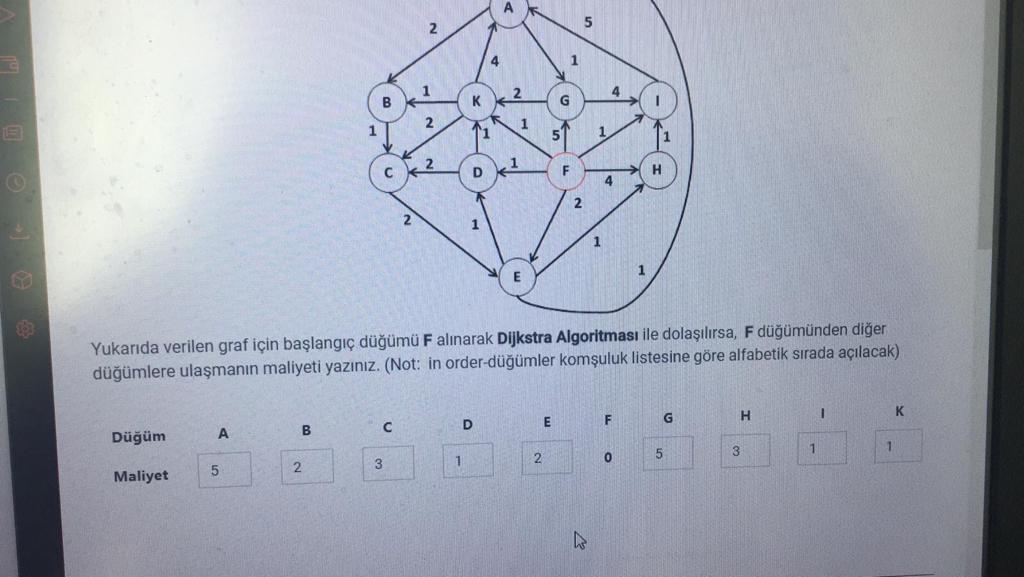 A
2
5
4
1
B
1
K
2
G
4
I
1
2
1
1
5
1
1
C
2
D
1
F
4
H
2
1
2
1
E
1
Yukarıda verilen graf için başlangıç düğümü F alınarak Dijkstra Algoritması ile dolaşılırsa, F düğümünden diğer
düğümlere ulaşmanın maliyeti yazınız. (Not: in order-düğümler komşuluk listesine göre alfabetik sırada açılacak)
Düğüm A B C D E F G H I K
Maliyet 5 2 3 1 2 0 5 3 1 1